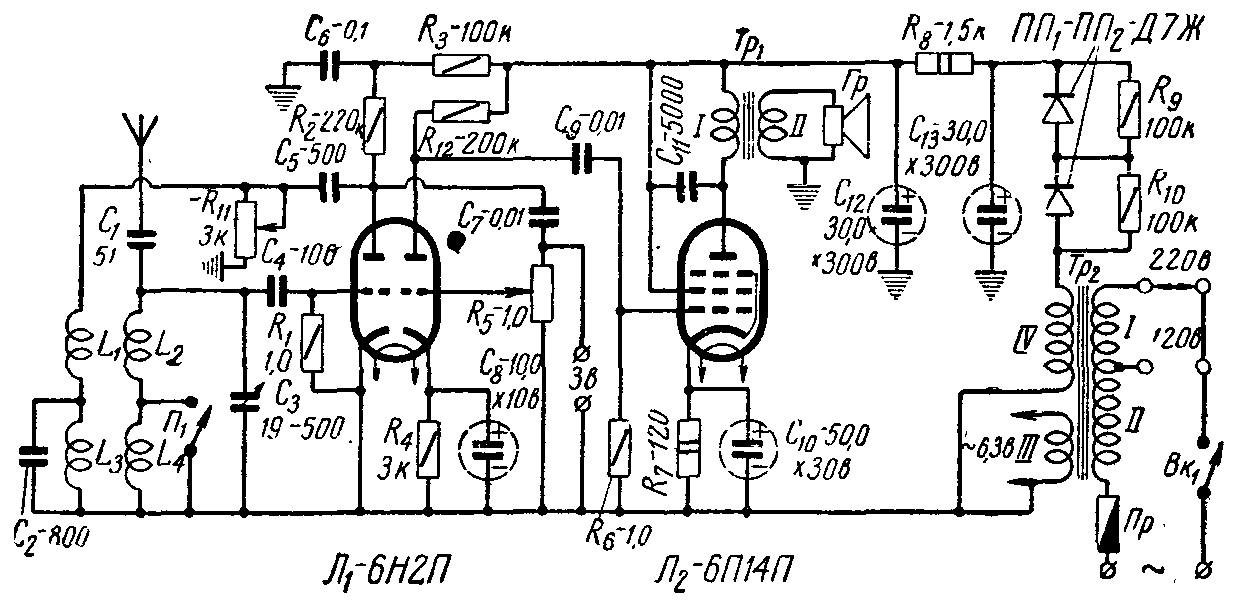 C₆-0,1
R₃-100к
Тр₁
R₈-1,5к
ПП₁-ПП₂-Д7Ж
R₂-220к
R₁₂-200к
C₉-0,01
C₁₁-5000
I
II
Гр
C₁₃-30,0
×300в
R₉
100к
C₅-500
C₁
51
-R₁₁
3к
C₄-100
C₇-0,01
C₁₂
30,0
×300в
R₁₀
100к
R₁
1,0
R₅-1,0
Тр₂
220в
L₁
L₂
C₃
19-500
C₈-10,0
×10в
3в
IV
I
120в
П₁
L₃
L₄
R₄
3к
R₇-120
C₁₀-50,0
×30в
~6,3в
III
II
Вк₁
C₂-800
R₆-1,0
Пр
~
Л₁-6Н2П
Л₂-6П14П